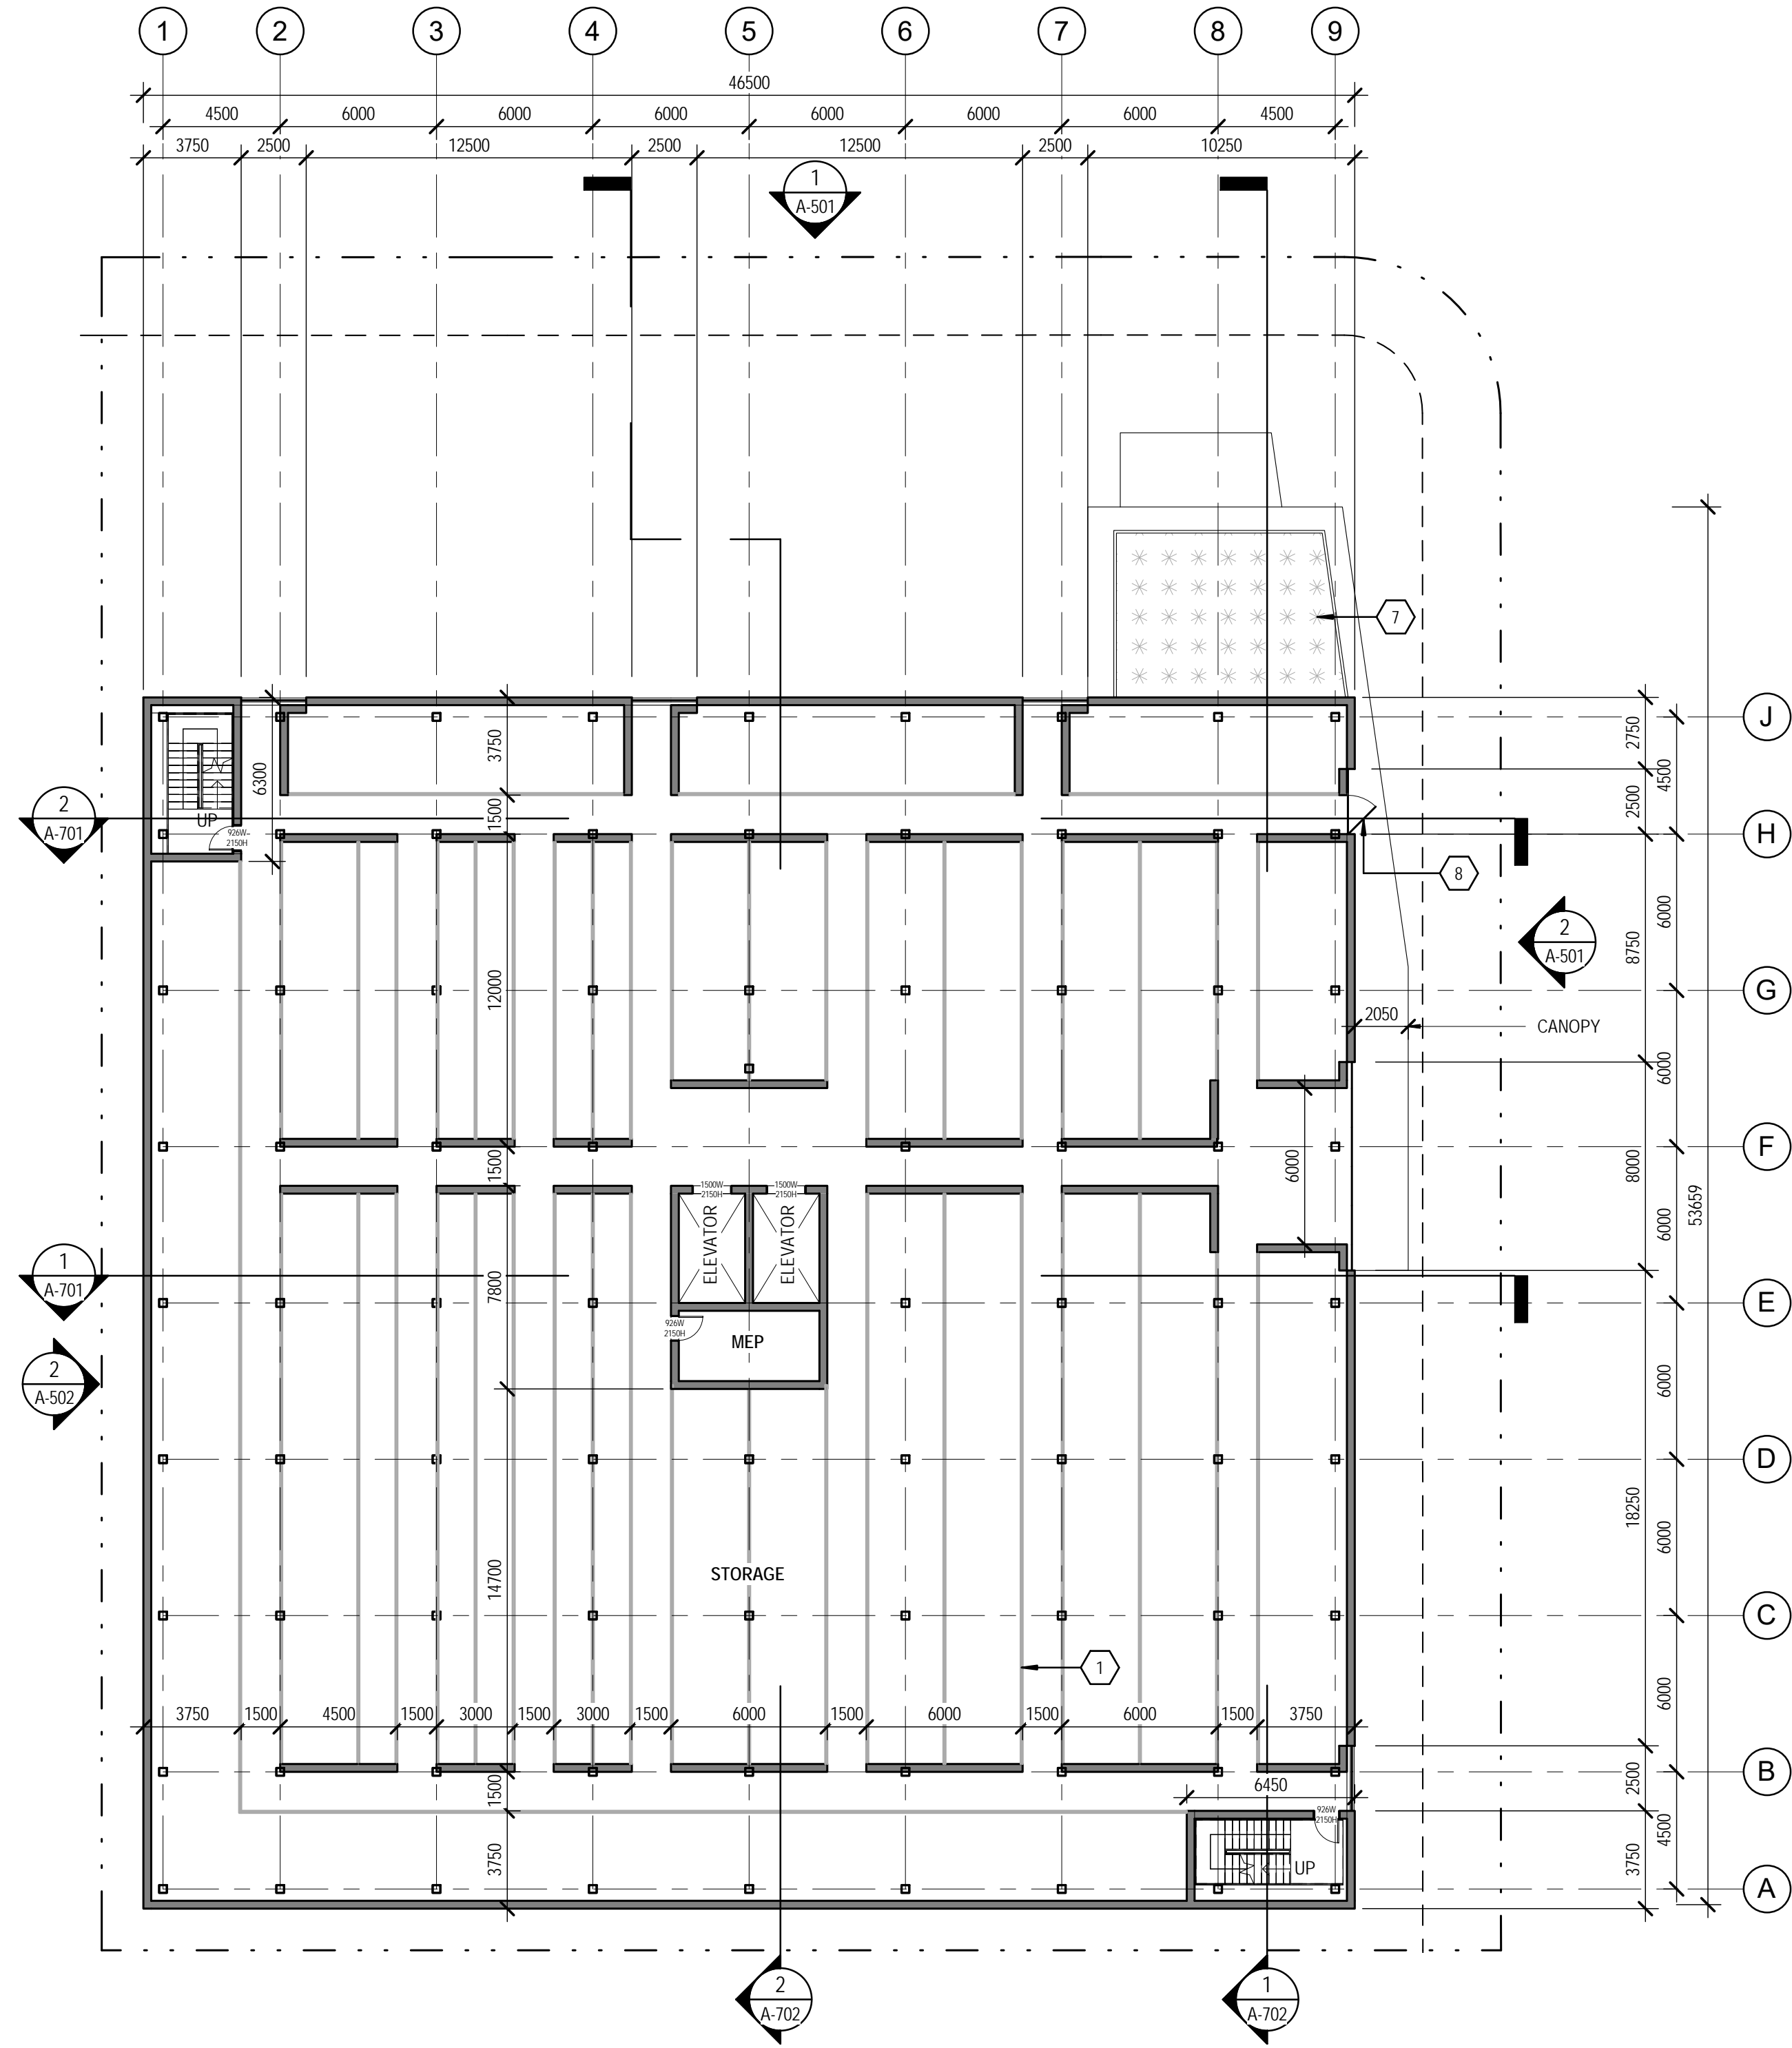 1 2 3 4 5 6 7 8 9
46500
4500 6000 6000 6000 6000 6000 6000 4500
3750 2500 12500 2500 12500 2500 10250
1
A-501
7
J
2750
3750
4500
6300
2500
1500
2
A-701
UP
926W
2150H
H
8
6000
2
A-501
8750
12000
G
2050
CANOPY
6000
1500
F
6000
8000
53659
1500W
2150H
1500W
2150H
ELEVATOR
ELEVATOR
6000
1
A-701
7800
E
926W
2150H
MEP
2
A-502
6000
D
18250
6000
STORAGE
14700
C
1
6000
3750 1500 4500 1500 3000 1500 3000 1500 6000 1500 6000 1500 6000 1500 3750
B
1500
6450
2500
926W
2150H
4500
3750
UP
3750
A
2
A-702
1
A-702